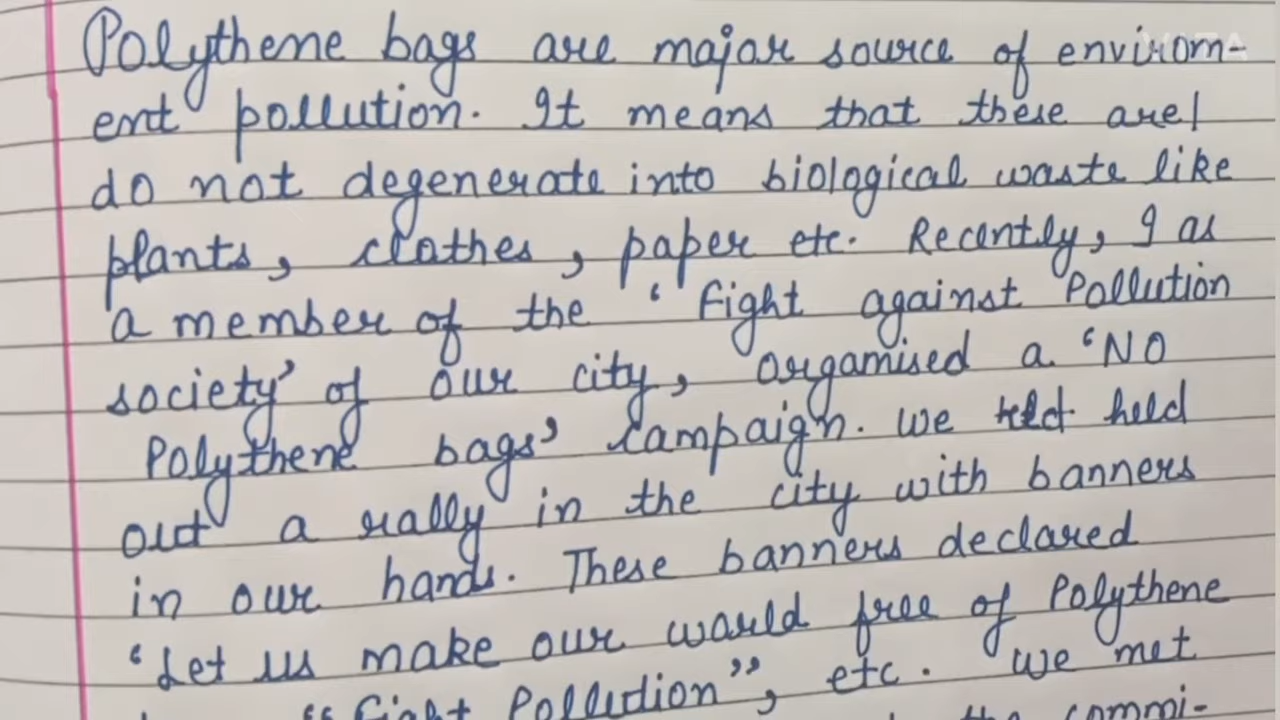 Polythene bags are major source of envirom-
ent pollution. It means that these are
do not degenerate into biological waste like
plants, clothes, paper etc. Recently, I as
a member of the ‘Fight against Pollution
society’ of our city, orgamised a ‘NO
Polythene bags’ campaign. we held
out a rally in the city with banners
in our hands. These banners declared
‘Let us make our world free of Polythene
“Fight Pollution”, etc. We met
the commi-